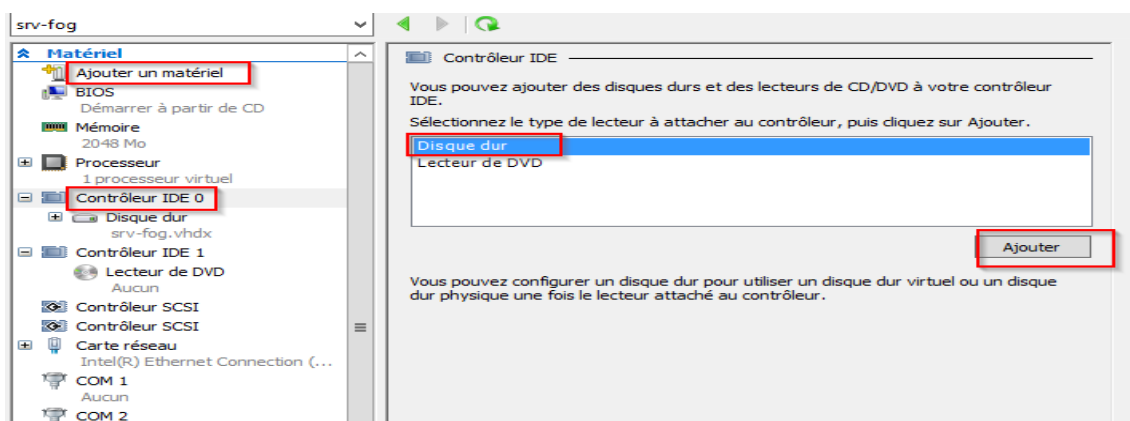 srv-fog
Matériel
Ajouter un matériel
BIOS
Démarrer à partir de CD
Mémoire
2048 Mo
Processeur
1 processeur virtuel
Contrôleur IDE 0
Disque dur
srv-fog.vhdx
Contrôleur IDE 1
Lecteur de DVD
Aucun
Contrôleur SCSI
Contrôleur SCSI
Carte réseau
Intel(R) Ethernet Connection (...
COM 1
Aucun
COM 2
Contrôleur IDE
Vous pouvez ajouter des disques durs et des lecteurs de CD/DVD à votre contrôleur
IDE.
Sélectionnez le type de lecteur à attacher au contrôleur, puis cliquez sur Ajouter.
Disque dur
Lecteur de DVD
Ajouter
Vous pouvez configurer un disque dur pour utiliser un disque dur virtuel ou un disque
dur physique une fois le lecteur attaché au contrôleur.